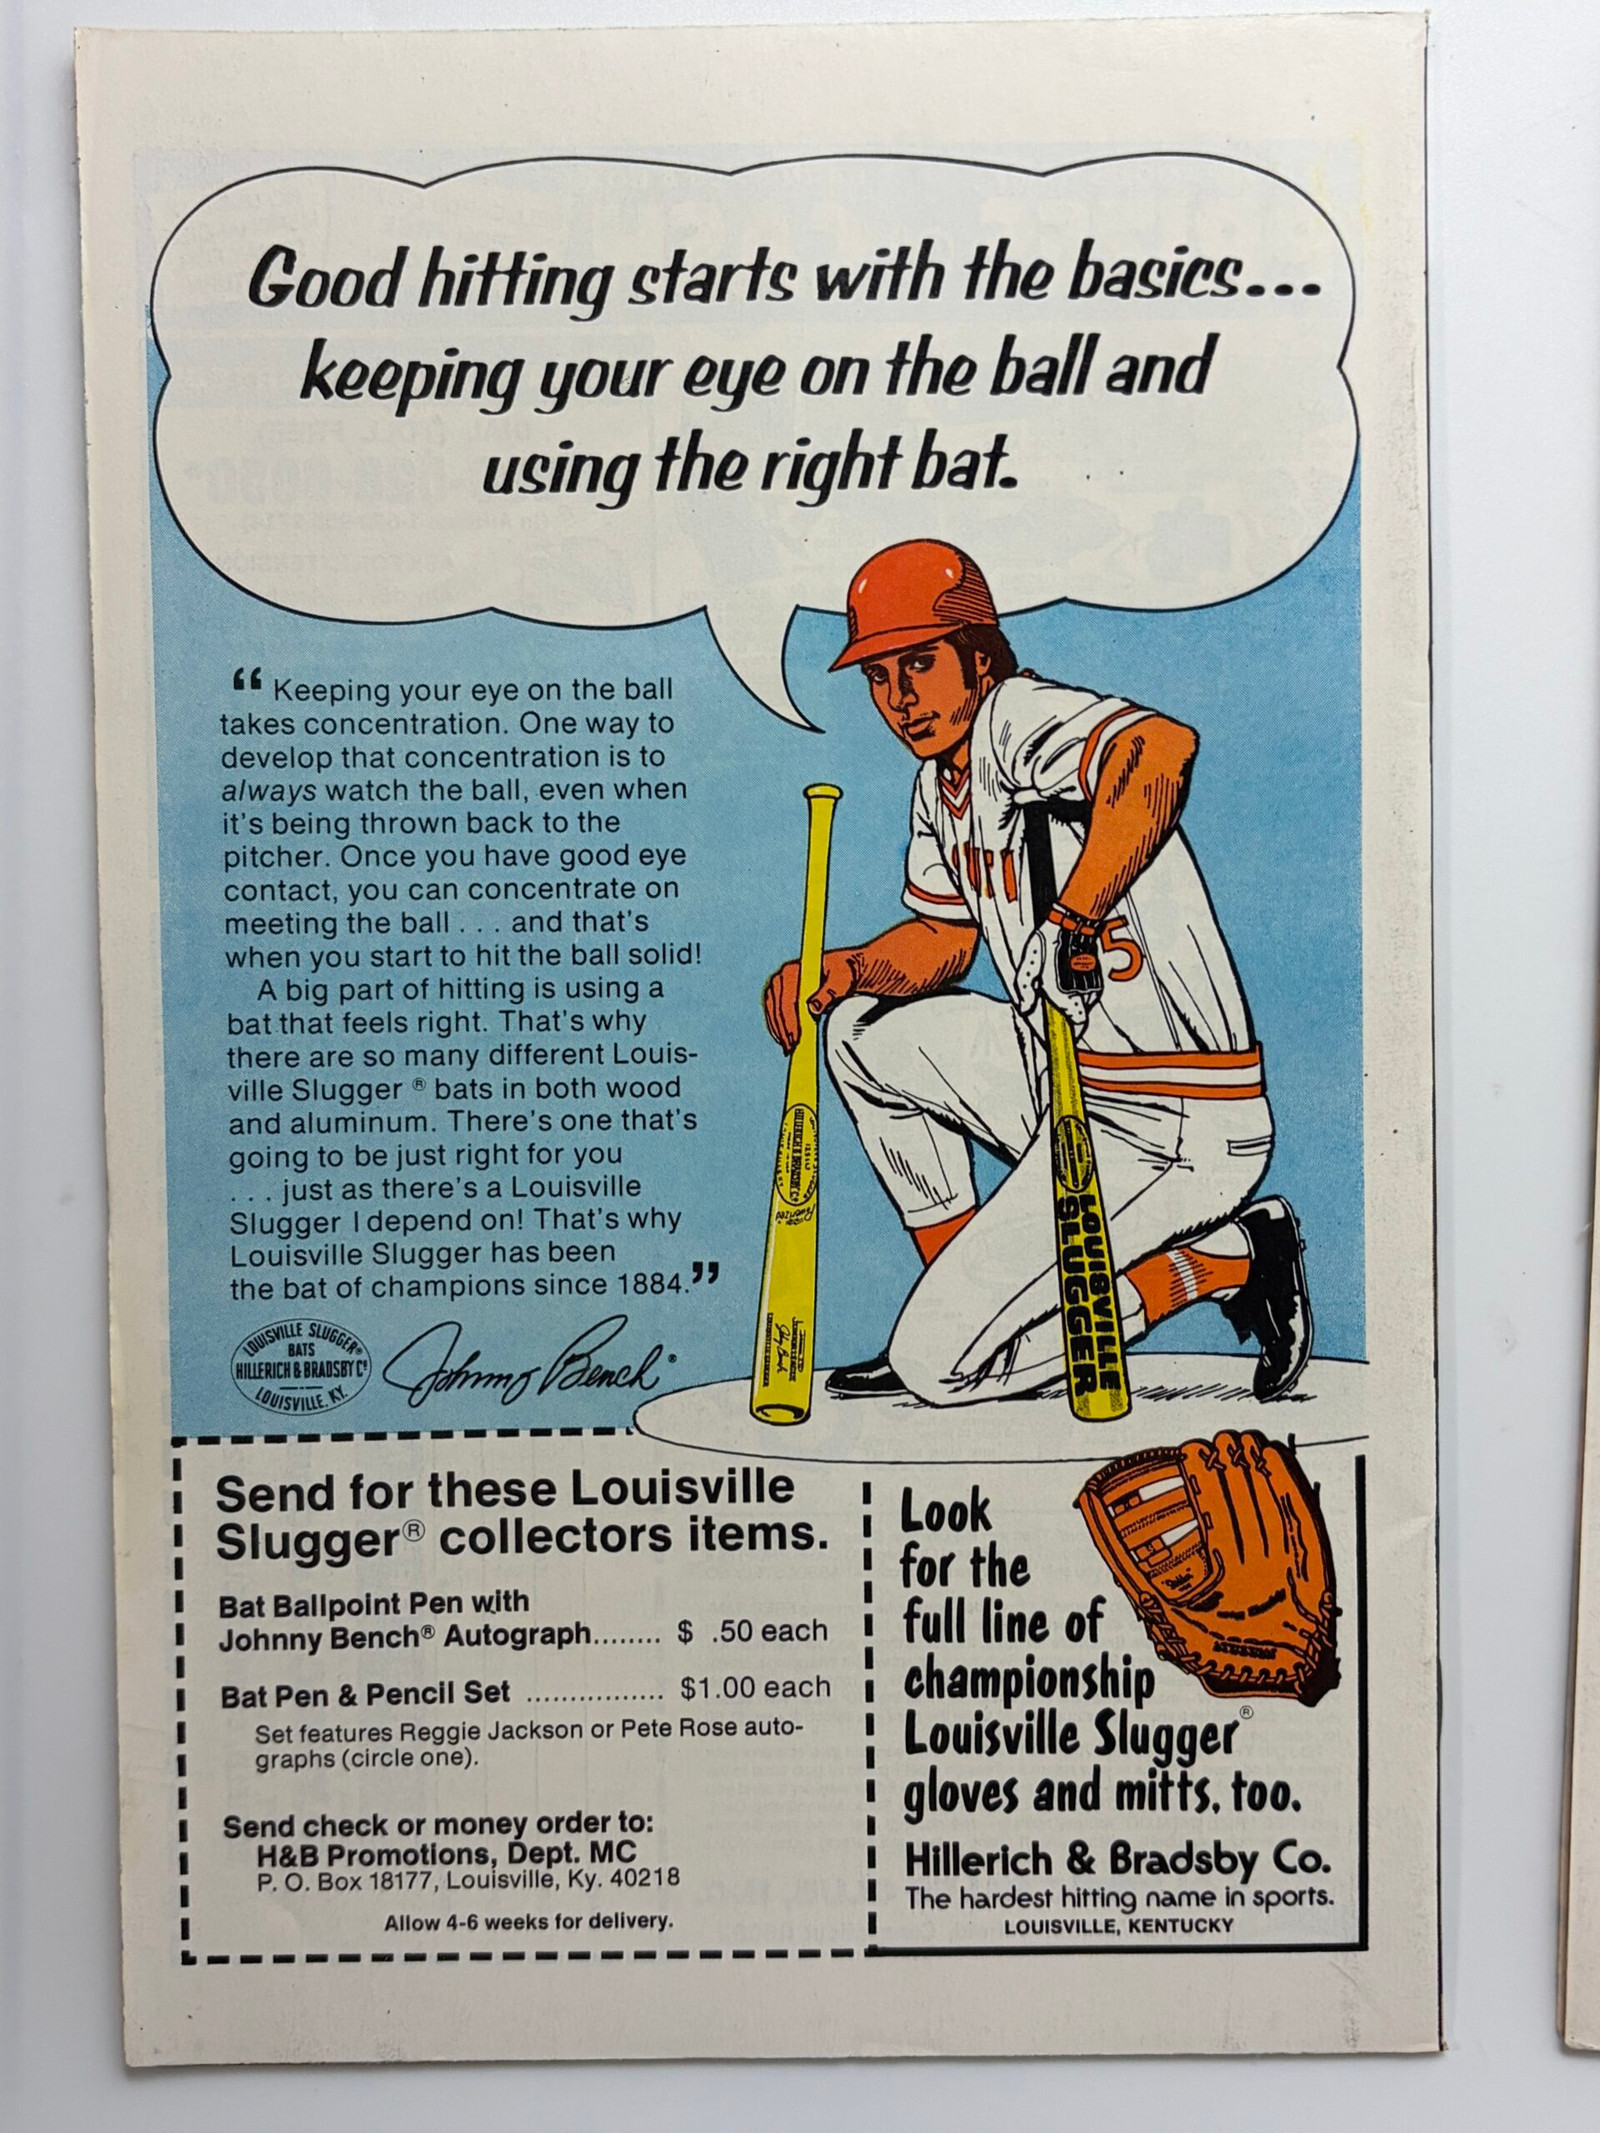 Good hitting starts with the basics...
keeping your eye on the ball and
using the right bat.
“ Keeping your eye on the ball
takes concentration. One way to
develop that concentration is to
always watch the ball, even when
it's being thrown back to the
pitcher. Once you have good eye
contact, you can concentrate on
meeting the ball . . . and that's
when you start to hit the ball solid!
A big part of hitting is using a
bat that feels right. That's why
there are so many different Louis-
ville Slugger ® bats in both wood
and aluminum. There's one that's
going to be just right for you
. . . just as there's a Louisville
Slugger I depend on! That's why
Louisville Slugger has been
the bat of champions since 1884.”
LOUISVILLE SLUGGER®
BATS
HILLERICH & BRADSBY Cº
LOUISVILLE. KY.
Johnny Bench®
5
HILLERICH & BRADSBY Cº
LOUISVILLE
SLUGGER
Send for these Louisville
Slugger® collectors items.
Bat Ballpoint Pen with
Johnny Bench® Autograph........ $ .50 each
Bat Pen & Pencil Set ................ $1.00 each
Set features Reggie Jackson or Pete Rose auto-
graphs (circle one).
Send check or money order to:
H&B Promotions, Dept. MC
P. O. Box 18177, Louisville, Ky. 40218
Allow 4-6 weeks for delivery.
Look
for the
full line of
championship
Louisville Slugger®
gloves and mitts, too.
Hillerich & Bradsby Co.
The hardest hitting name in sports.
LOUISVILLE, KENTUCKY